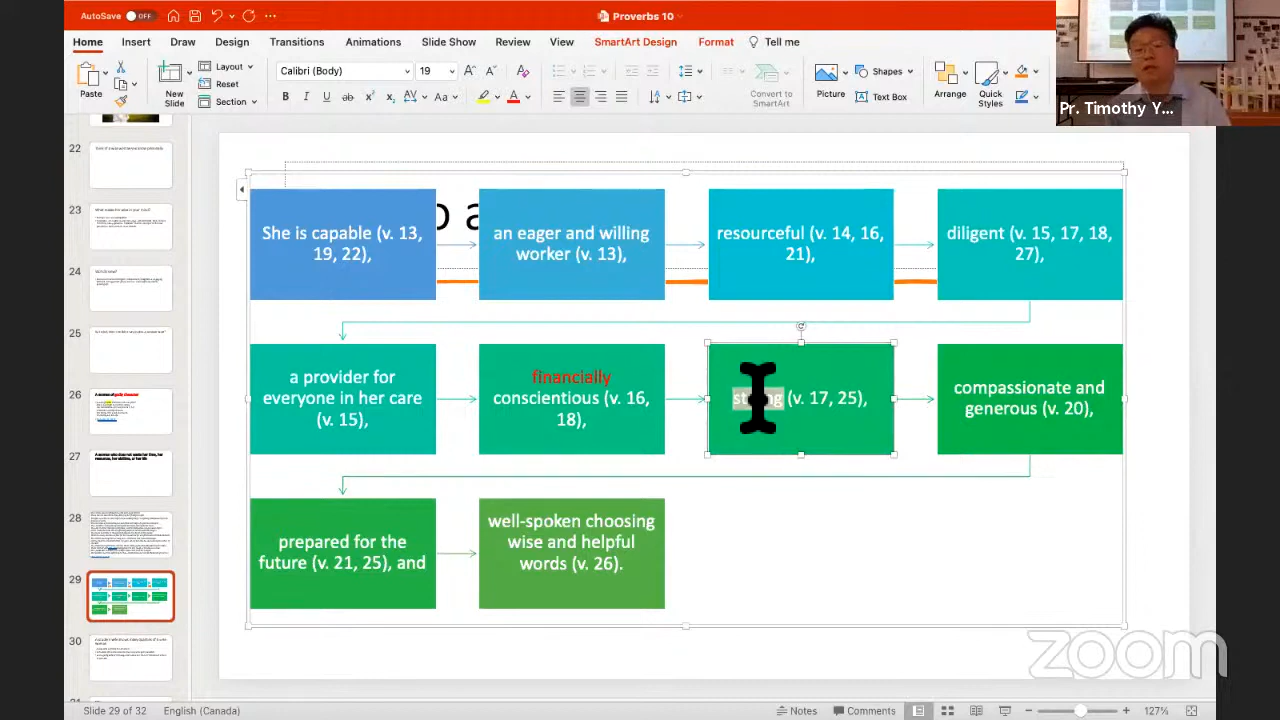 AutoSave OFF
Proverbs 10
Home Insert Draw Design Transitions Animations Slide Show Review View SmartArt Design Format Tell me
Paste
New Slide
Layout
Reset
Section
Calibri (Body) 19
B I U ab
Aa
Convert to SmartArt
Picture
Shapes
Text Box
Arrange
Quick Styles
Pr. Timothy Y...
22
23
24
25
26
27
28
29
30
She is capable (v. 13,
19, 22),
an eager and willing
worker (v. 13),
resourceful (v. 14, 16,
21),
diligent (v. 15, 17, 18,
27),
a provider for
everyone in her care
(v. 15),
financially
conscientious (v. 16,
18),
(v. 17, 25),
compassionate and
generous (v. 20),
prepared for the
future (v. 21, 25), and
well-spoken choosing
wise and helpful
words (v. 26).
zoom
Slide 29 of 32 English (Canada) Notes Comments 127%